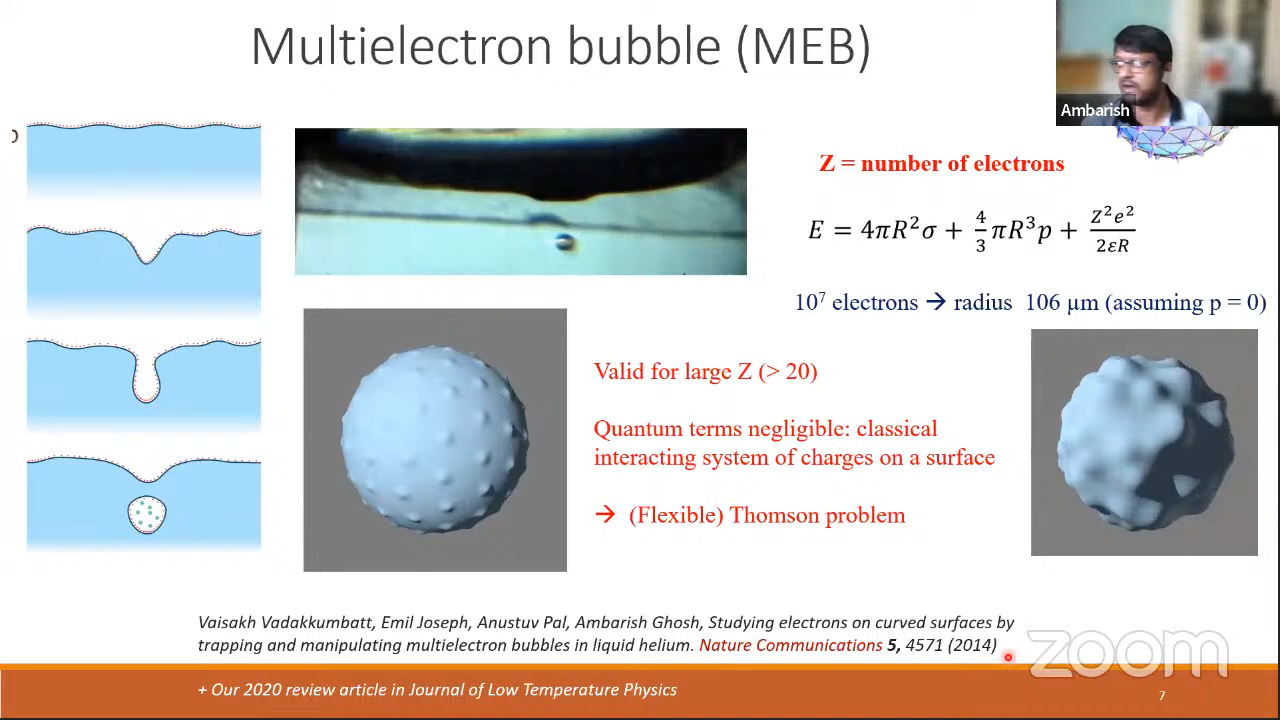 Multielectron bubble (MEB)
Ambarish
Z = number of electrons
E = 4πR²σ + 4/3 πR³p + Z²e²/2εR
10⁷ electrons → radius 106 µm (assuming p = 0)
Valid for large Z (> 20)
Quantum terms negligible: classical
interacting system of charges on a surface
→ (Flexible) Thomson problem
Vaisakh Vadakkumbatt, Emil Joseph, Anustuv Pal, Ambarish Ghosh, Studying electrons on curved surfaces by
trapping and manipulating multielectron bubbles in liquid helium. Nature Communications 5, 4571 (2014)
zoom
+ Our 2020 review article in Journal of Low Temperature Physics
7